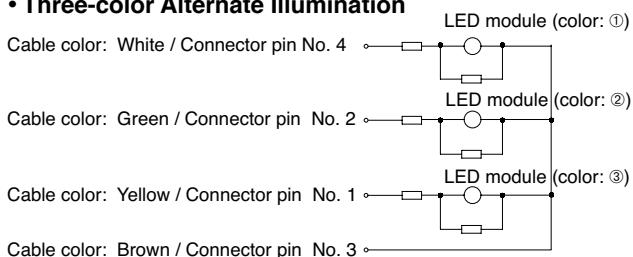 • Three-color Alternate Illumination
LED module (color: ①)
Cable color: White / Connector pin No. 4
LED module (color: ②)
Cable color: Green / Connector pin No. 2
LED module (color: ③)
Cable color: Yellow / Connector pin No. 1
Cable color: Brown / Connector pin No. 3